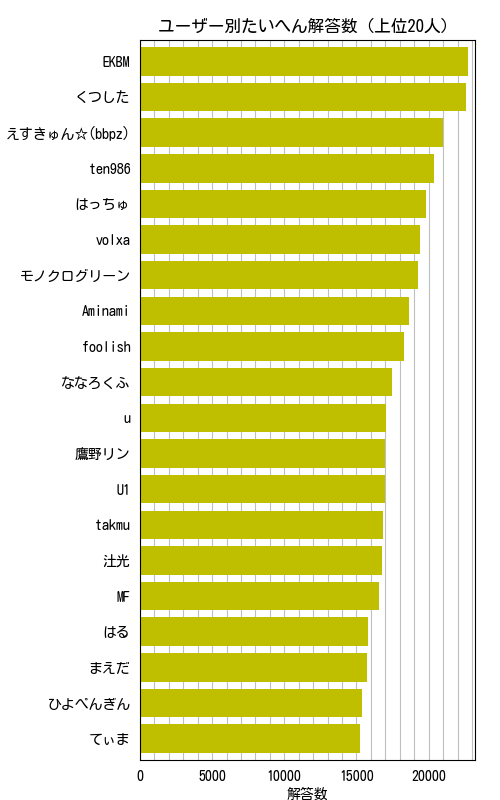 ユーザー別たいへん解答数（上位20人）
EKBM
くつした
えすきゅん☆(bbpz)
ten986
はっちゅ
volxa
モノクログリーン
Aminami
foolish
ななろくふ
u
鷹野リン
U1
takmu
汢光
MF
はる
まえだ
ひよぺんぎん
てぃま
0 5000 10000 15000 20000
解答数